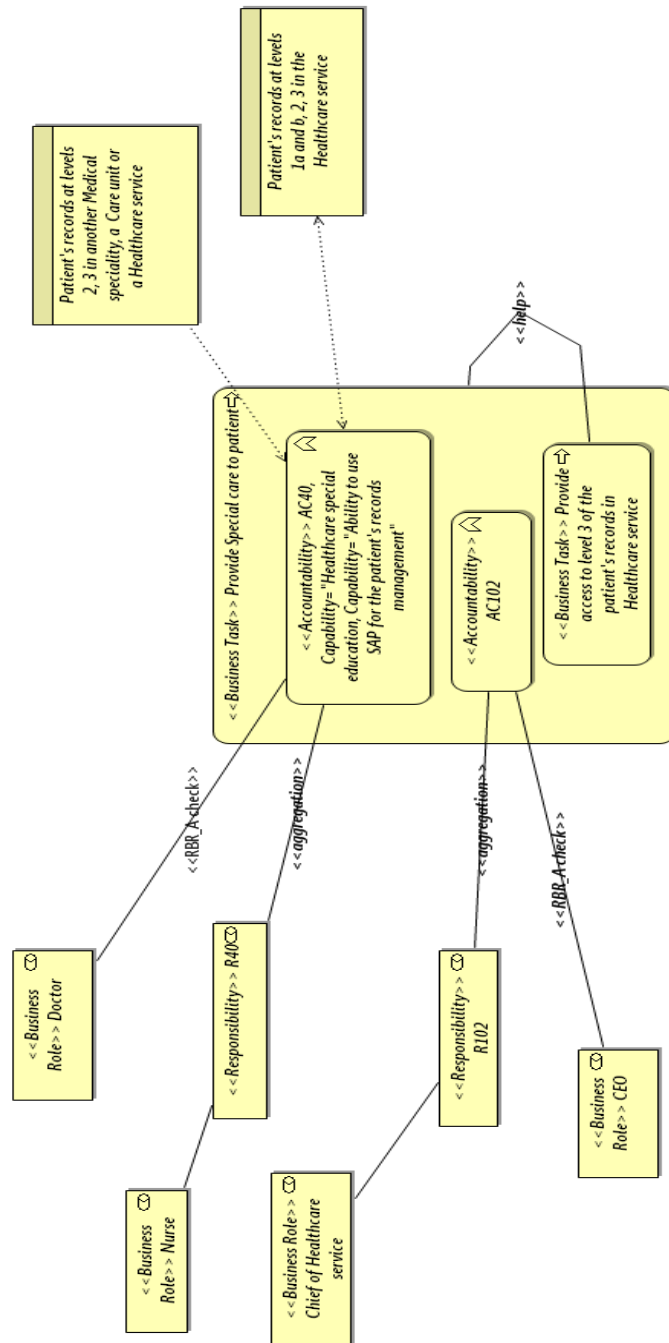 Patient's records at levels
2, 3 in another Medical
speciality, a Care unit or
a Healthcare service
Patient's records at levels
1a and b, 2, 3 in the
Healthcare service
<<Business Task>> Provide Special care to patient
<<help>>
<<Accountability>> AC40,
Capability="Healthcare special
education, Capability="Ability to use
SAP for the patient's records
management"
<<Accountability>>
AC102
<<Business Task>> Provide
access to level 3 of the
patient's records in
Healthcare service
<<RBR_A-check>>
<<aggregation>>
<<aggregation>>
<<RBR_A-check>>
<<Business
Role>> Doctor
<<Responsibility>> R40
<<Responsibility>>
R102
<<Business
Role>> CEO
<<Business
Role>> Nurse
<<Business Role>>
Chief of Healthcare
service